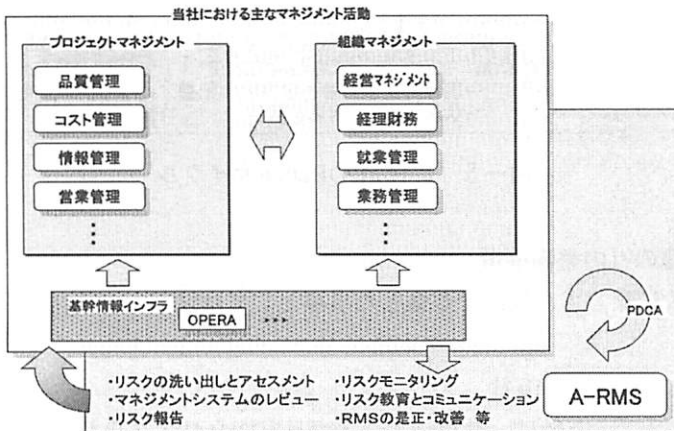 当社における主なマネジメント活動
プロジェクトマネジメント
品質管理
コスト管理
情報管理
営業管理
組織マネジメント
経営マネジメント
経理財務
就業管理
業務管理
基幹情報インフラ
OPERA
PDCA
A-RMS
・リスクの洗い出しとアセスメント
・マネジメントシステムのレビュー
・リスク報告
・リスクモニタリング
・リスク教育とコミュニケーション
・RMSの是正・改善 等